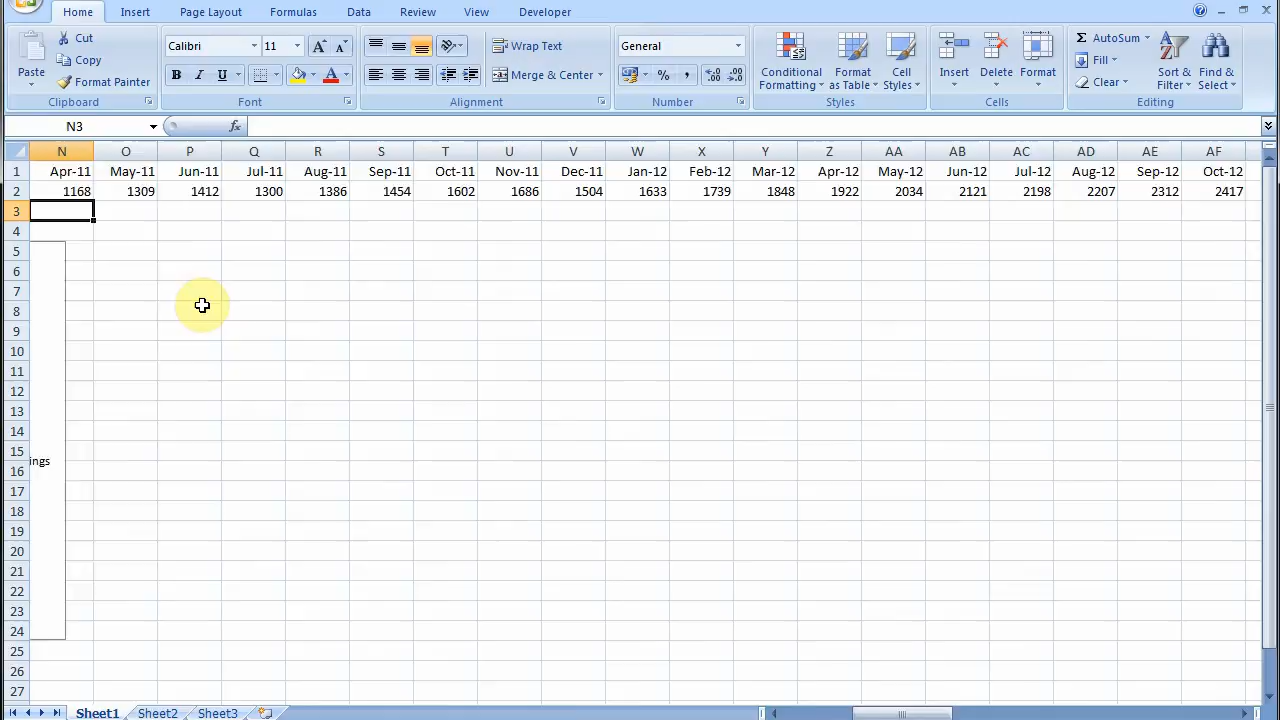 Home Insert Page Layout Formulas Data Review View Developer
Cut
Copy
Format Painter
Paste
Clipboard
Calibri 11
B I U
Font
Wrap Text
Merge & Center
Alignment
General
% ,
Number
Conditional Formatting
Format as Table
Cell Styles
Styles
Insert Delete Format
Cells
AutoSum
Fill
Clear
Sort & Filter
Find & Select
Editing
N3 fx
N O P Q R S T U V W X Y Z AA AB AC AD AE AF
1 Apr-11 May-11 Jun-11 Jul-11 Aug-11 Sep-11 Oct-11 Nov-11 Dec-11 Jan-12 Feb-12 Mar-12 Apr-12 May-12 Jun-12 Jul-12 Aug-12 Sep-12 Oct-12
2 1168 1309 1412 1300 1386 1454 1602 1686 1504 1633 1739 1848 1922 2034 2121 2198 2207 2312 2417
3
4
5
6
7
8
9
10
11
12
13
14
15
ings
16
17
18
19
20
21
22
23
24
25
26
27
Sheet1 Sheet2 Sheet3